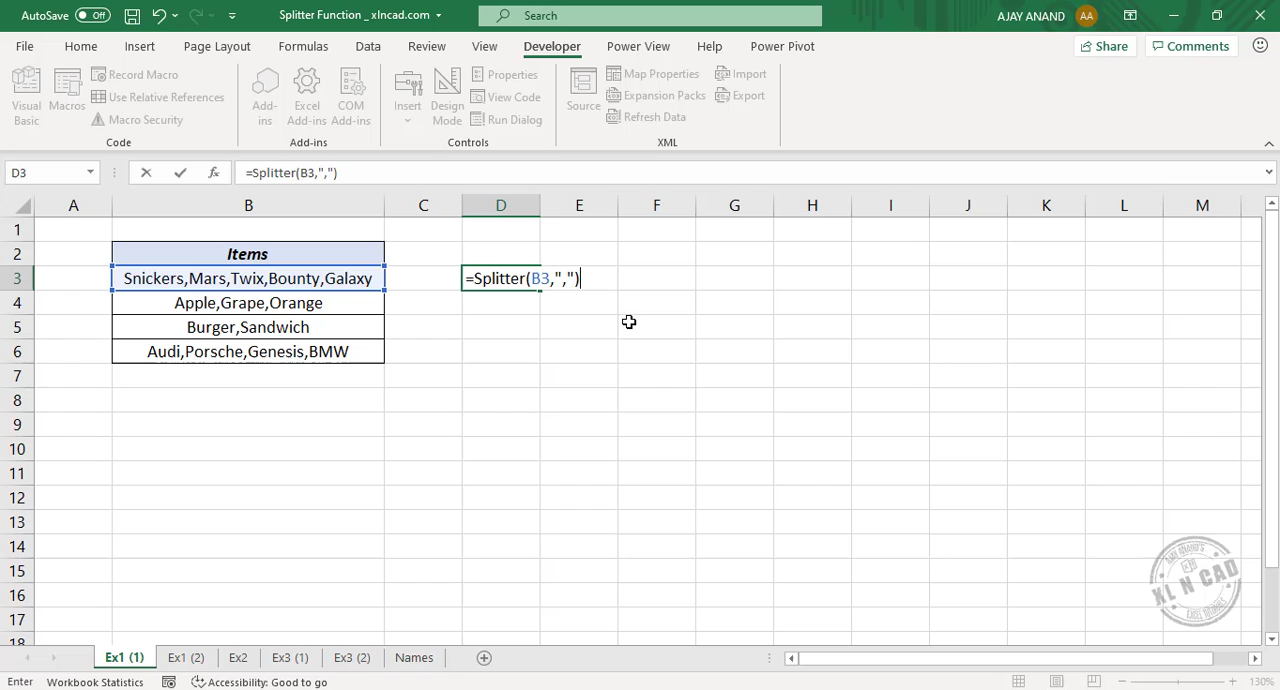 AutoSave Off Splitter Function _ xlncad.com Search AJAY ANAND AA
File Home Insert Page Layout Formulas Data Review View Developer Power View Help Power Pivot Share Comments
Visual Basic
Macros
Record Macro
Use Relative References
Macro Security
Code
Add-ins
Excel Add-ins
COM Add-ins
Add-ins
Insert
Design Mode
Properties
View Code
Run Dialog
Controls
Source
Map Properties
Expansion Packs
Refresh Data
Import
Export
XML
D3 fx =Splitter(B3,",")
A B C D E F G H I J K L M
1
2 Items
3 Snickers,Mars,Twix,Bounty,Galaxy =Splitter(B3,",")
4 Apple,Grape,Orange
5 Burger,Sandwich
6 Audi,Porsche,Genesis,BMW
7
8
9
10
11
12
13
14
15
16
17
18
XL N CAD
Ex1 (1) Ex1 (2) Ex2 Ex3 (1) Ex3 (2) Names
Enter Workbook Statistics Accessibility: Good to go 130%